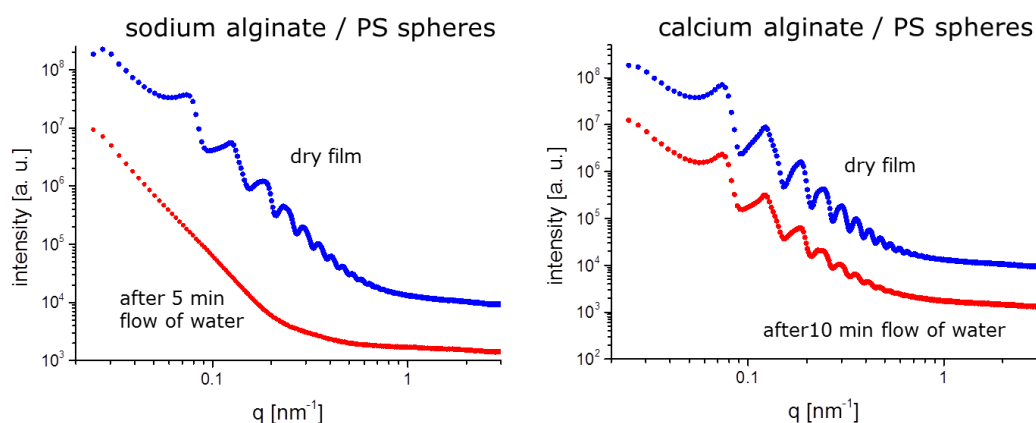 sodium alginate / PS spheres
intensity [a. u.]
10⁸
10⁷
10⁶
10⁵
10⁴
10³
dry film
after 5 min
flow of water
0.1
1
q [nm⁻¹]
calcium alginate / PS spheres
intensity [a. u.]
10⁸
10⁷
10⁶
10⁵
10⁴
10³
10²
dry film
after10 min flow of water
0.1
1
q [nm⁻¹]